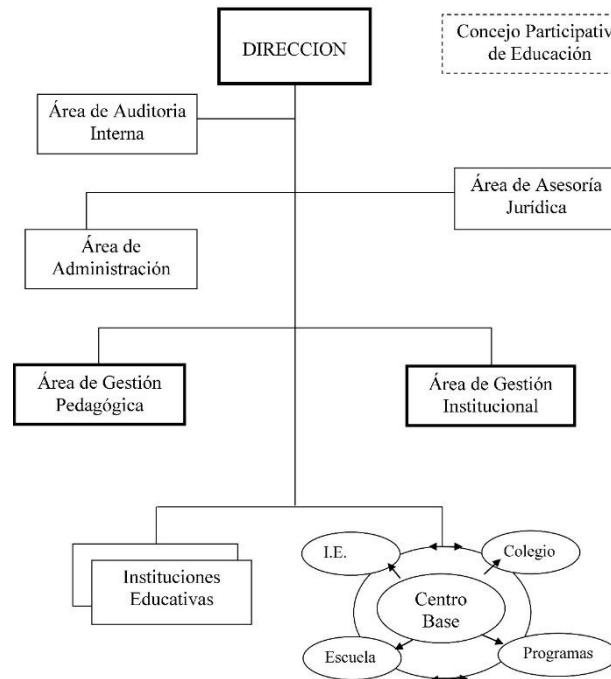 DIRECCION
Concejo Participativ
de Educación
Área de Auditoria
Interna
Área de Asesoría
Jurídica
Área de
Administración
Área de Gestión
Pedagógica
Área de Gestión
Institucional
I.E.
Colegio
Instituciones
Educativas
Centro
Base
Escuela
Programas